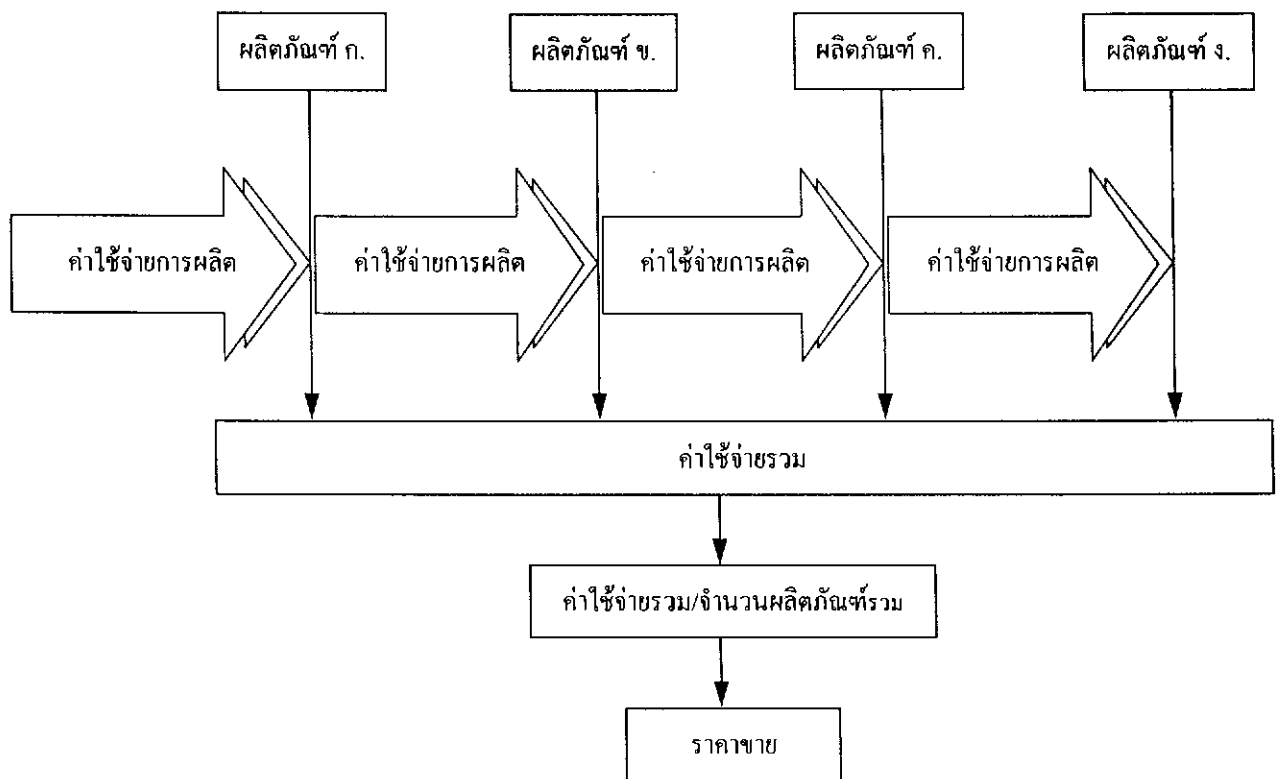 ผลิตภัณฑ์ ก.
ผลิตภัณฑ์ ข.
ผลิตภัณฑ์ ค.
ผลิตภัณฑ์ ง.
ค่าใช้จ่ายการผลิต
ค่าใช้จ่ายการผลิต
ค่าใช้จ่ายการผลิต
ค่าใช้จ่ายการผลิต
ค่าใช้จ่ายรวม
ค่าใช้จ่ายรวม/จำนวนผลิตภัณฑ์รวม
ราคาขาย